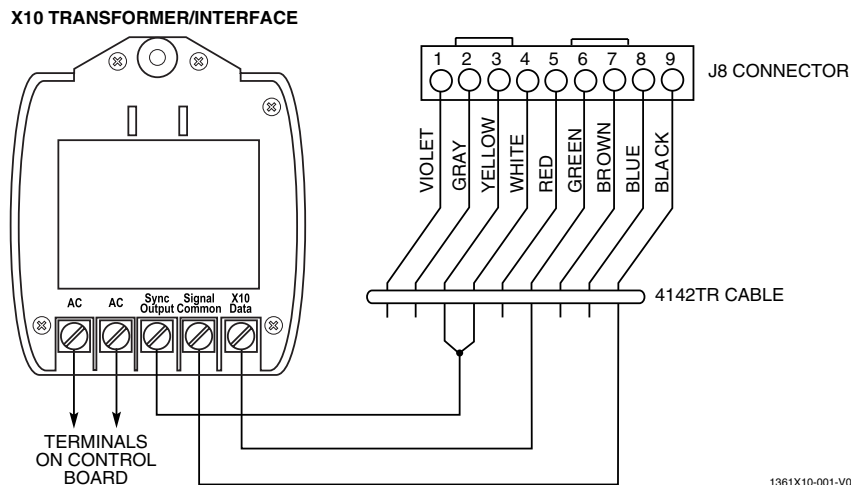 X10 TRANSFORMER/INTERFACE
1 2 3 4 5 6 7 8 9
J8 CONNECTOR
VIOLET
GRAY
YELLOW
WHITE
RED
GREEN
BROWN
BLUE
BLACK
4142TR CABLE
AC
AC
Sync
Output
Signal
Common
X10
Data
TERMINALS
ON CONTROL
BOARD
1361X10-001-V0